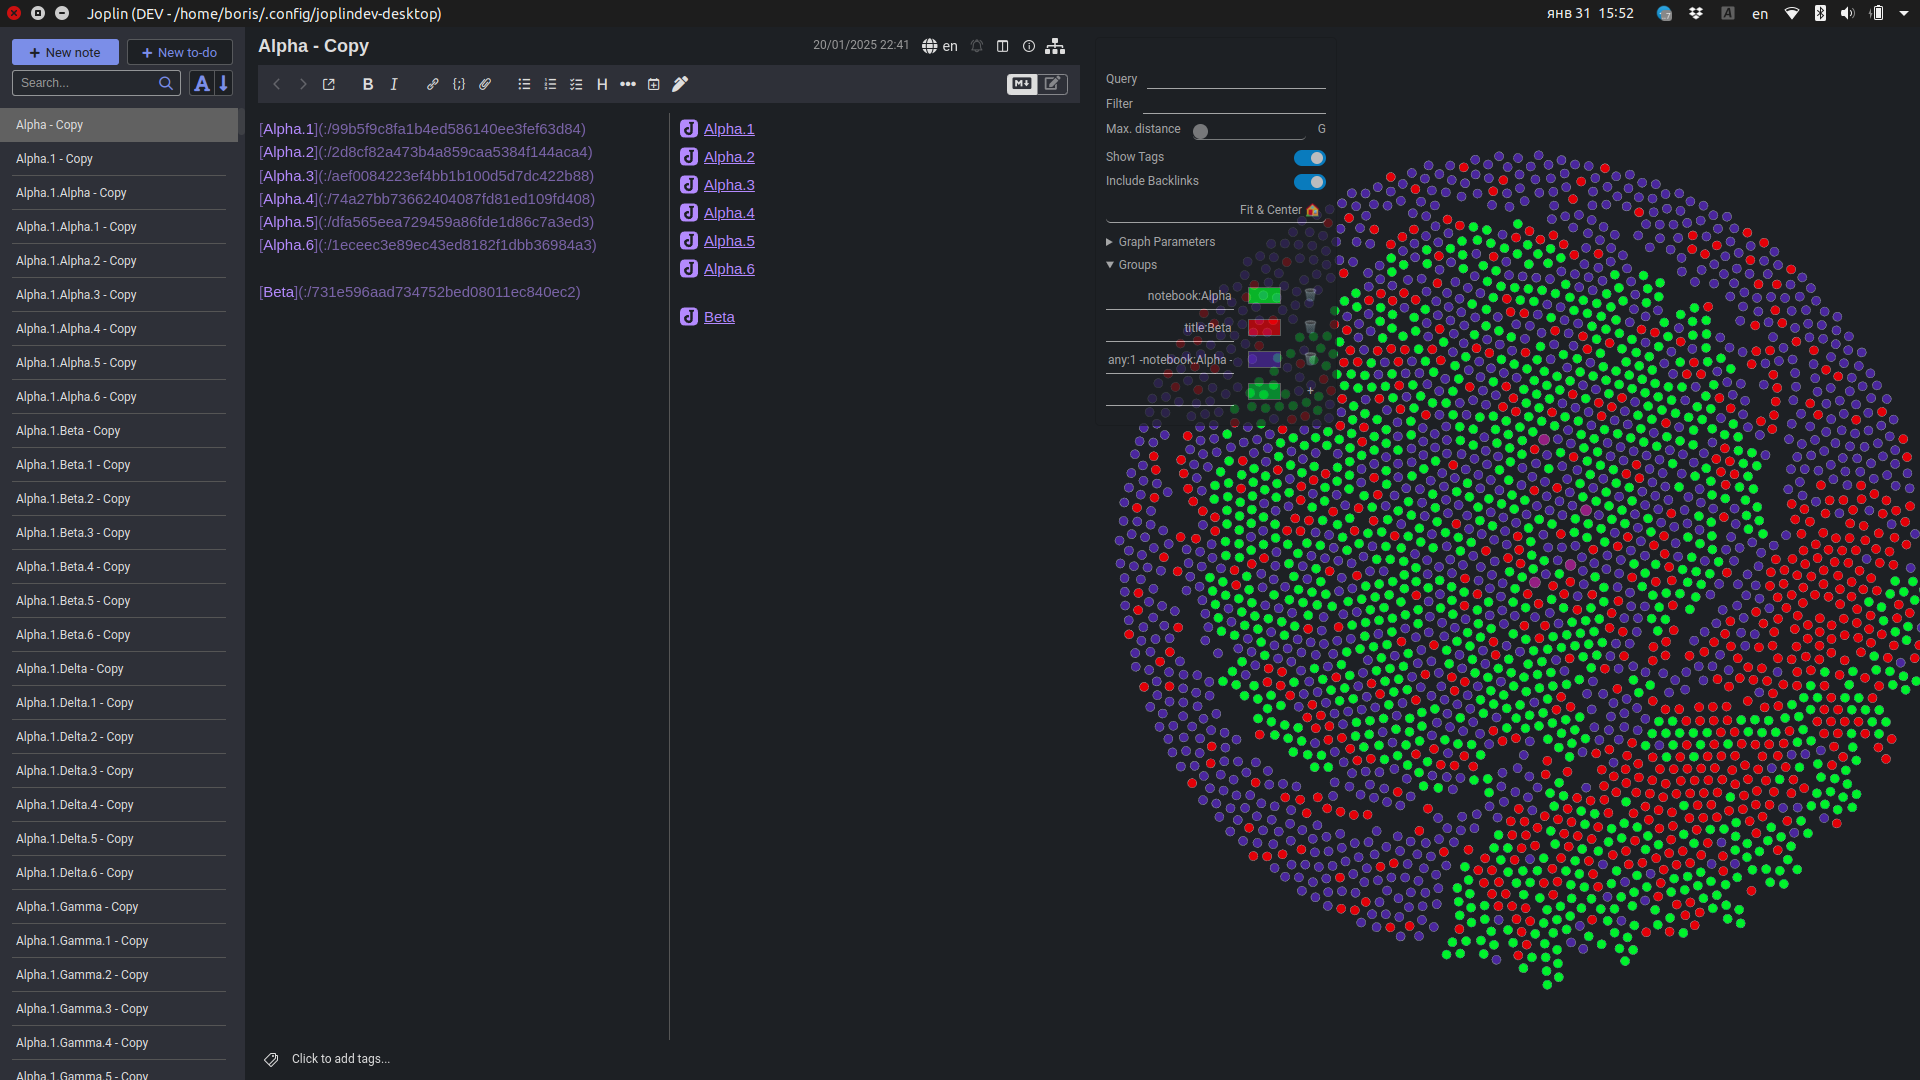 Joplin (DEV - /home/boris/.config/joplindev-desktop)
янв 31 15:52
A
en
New note
New to-do
Search...
A
Alpha - Copy
Alpha.1 - Copy
Alpha.1.Alpha - Copy
Alpha.1.Alpha.1 - Copy
Alpha.1.Alpha.2 - Copy
Alpha.1.Alpha.3 - Copy
Alpha.1.Alpha.4 - Copy
Alpha.1.Alpha.5 - Copy
Alpha.1.Alpha.6 - Copy
Alpha.1.Beta - Copy
Alpha.1.Beta.1 - Copy
Alpha.1.Beta.2 - Copy
Alpha.1.Beta.3 - Copy
Alpha.1.Beta.4 - Copy
Alpha.1.Beta.5 - Copy
Alpha.1.Beta.6 - Copy
Alpha.1.Delta - Copy
Alpha.1.Delta.1 - Copy
Alpha.1.Delta.2 - Copy
Alpha.1.Delta.3 - Copy
Alpha.1.Delta.4 - Copy
Alpha.1.Delta.5 - Copy
Alpha.1.Delta.6 - Copy
Alpha.1.Gamma - Copy
Alpha.1.Gamma.1 - Copy
Alpha.1.Gamma.2 - Copy
Alpha.1.Gamma.3 - Copy
Alpha.1.Gamma.4 - Copy
Alpha.1.Gamma.5 - Copy
Alpha - Copy
20/01/2025 22:41
en
B I H
M
[Alpha.1](:/99b5f9c8fa1b4ed586140ee3fef63d84)
[Alpha.2](:/2d8cf82a473b4a859caa5384f144aca4)
[Alpha.3](:/aef0084223ef4bb1b100d5d7dc422b88)
[Alpha.4](:/74a27bb73662404087fd81ed109fd408)
[Alpha.5](:/dfa565eea729459a86fde1d86c7a3ed3)
[Alpha.6](:/1eceec3e89ec43ed8182f1dbb36984a3)
[Beta](:/731e596aad734752bed08011ec840ec2)
Alpha.1
Alpha.2
Alpha.3
Alpha.4
Alpha.5
Alpha.6
Beta
Click to add tags...
Query
Filter
Max. distance
G
Show Tags
Include Backlinks
Fit & Center
Graph Parameters
Groups
notebook:Alpha
title:Beta
any:1 -notebook:Alpha -
+